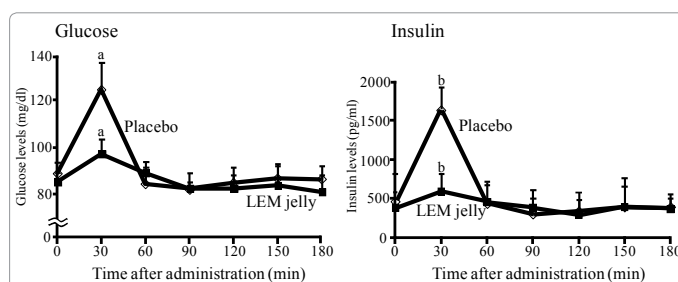 Glucose
140
120
100
80
0
Glucose levels (mg/dl)
a
a
Placebo
LEM jelly
0 30 60 90 120 150 180
Time after administration (min)
Insulin
2000
1500
1000
500
0
Insulin levels (pg/ml)
b
b
Placebo
LEM jelly
0 30 60 90 120 150 180
Time after administration (min)